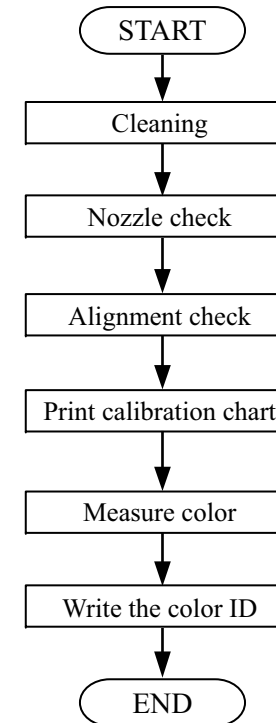 START
Cleaning
Nozzle check
Alignment check
Print calibration chart
Measure color
Write the color ID
END